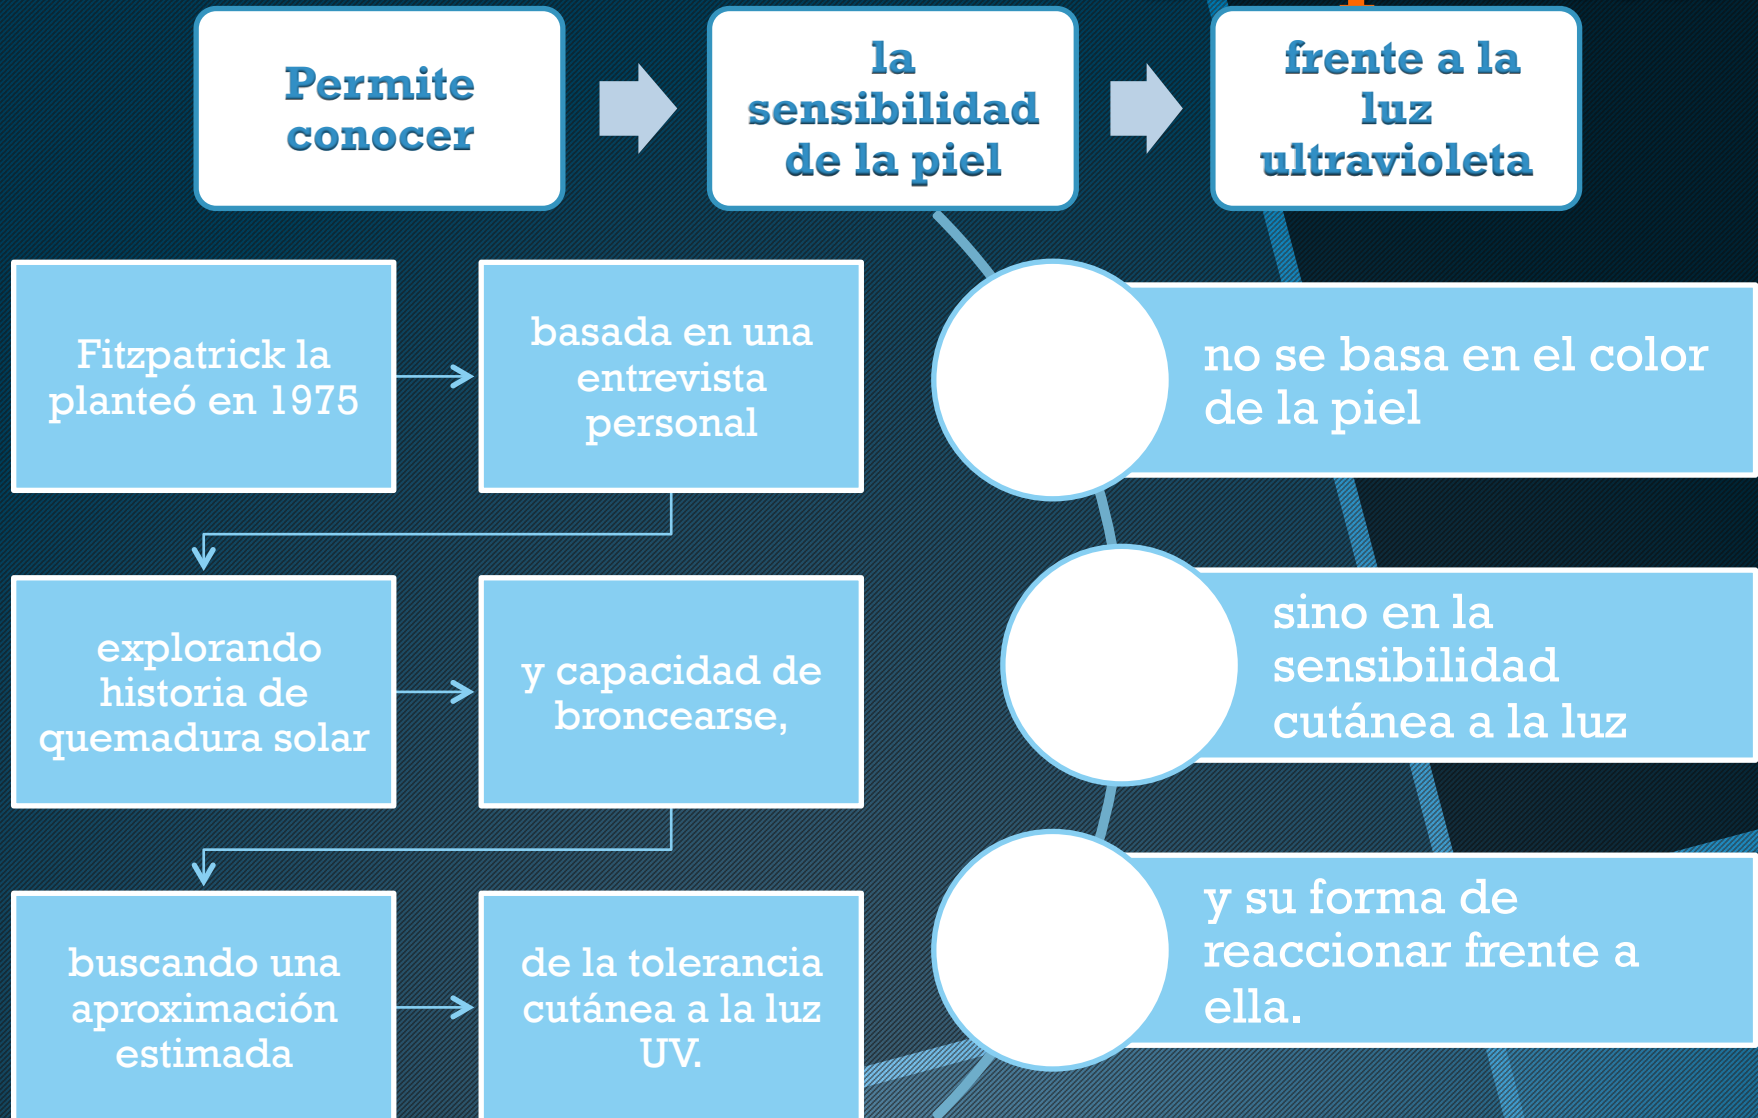 Permite
conocer
la
sensibilidad
de la piel
frente a la
luz
ultravioleta
Fitzpatrick la
planteó en 1975
basada en una
entrevista
personal
explorando
historia de
quemadura solar
y capacidad de
broncearse,
buscando una
aproximación
estimada
de la tolerancia
cutánea a la luz
UV.
no se basa en el color
de la piel
sino en la
sensibilidad
cutánea a la luz
y su forma de
reaccionar frente a
ella.